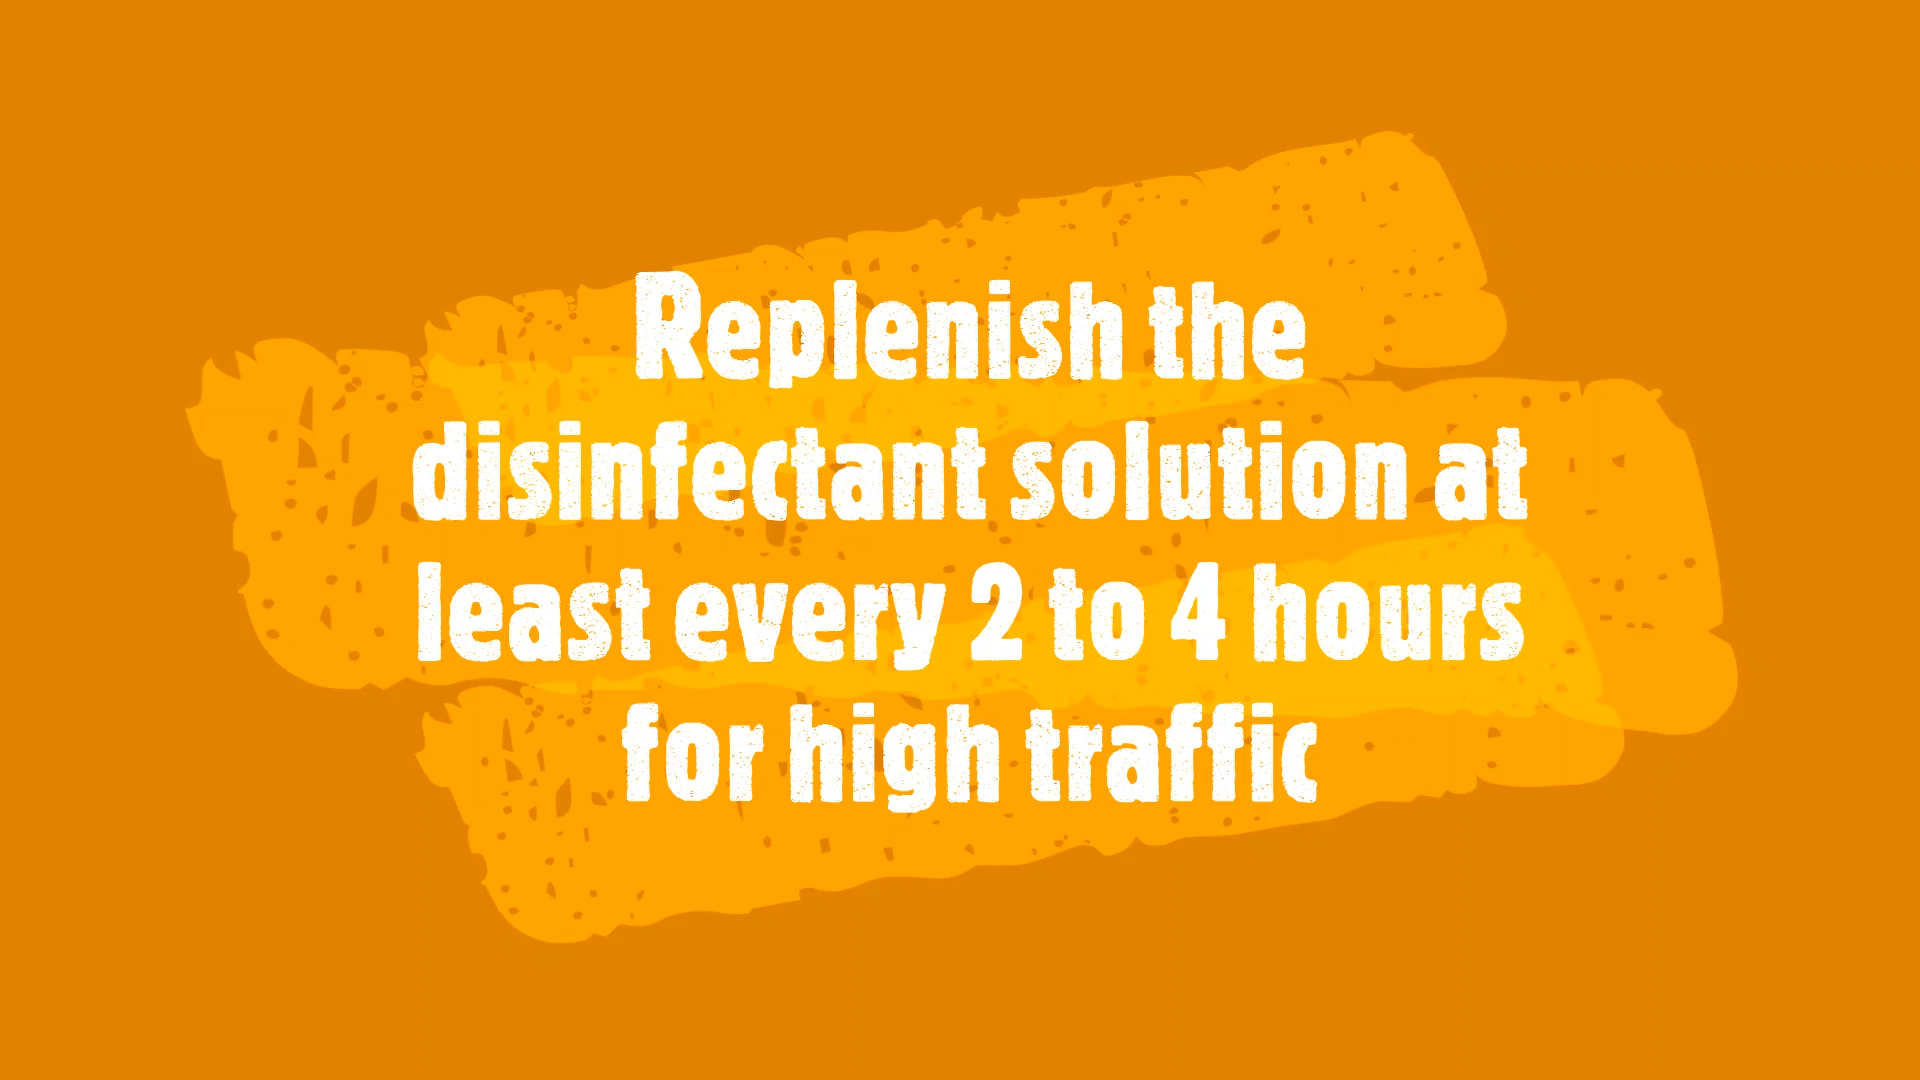 Replenish the
disinfectant solution at
least every 2 to 4 hours
for high traffic